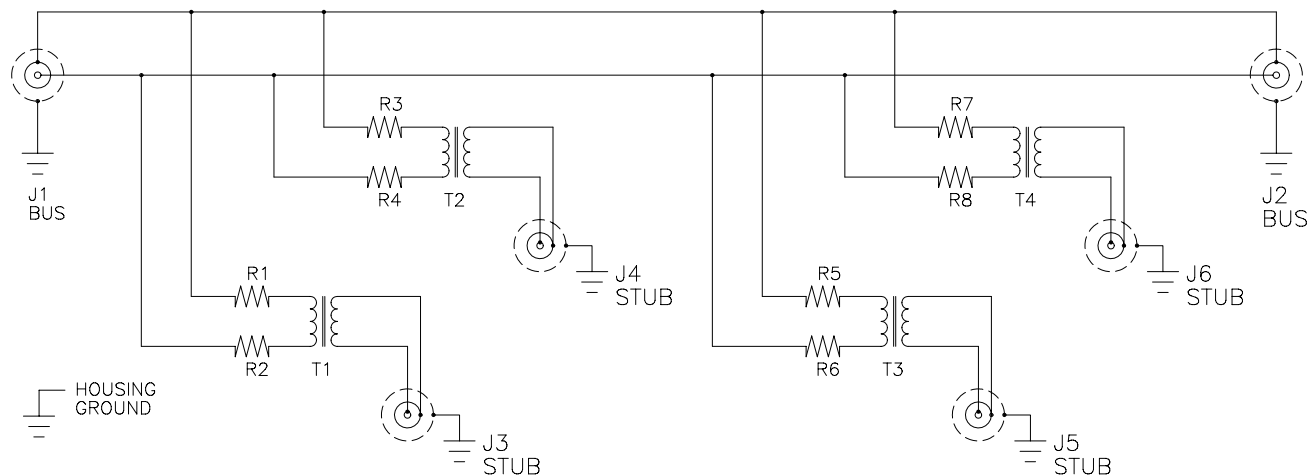 R3
R7
R4
T2
R8
T4
J1
BUS
J2
BUS
R1
J4
STUB
R5
J6
STUB
R2
T1
R6
T3
HOUSING
GROUND
J3
STUB
J5
STUB